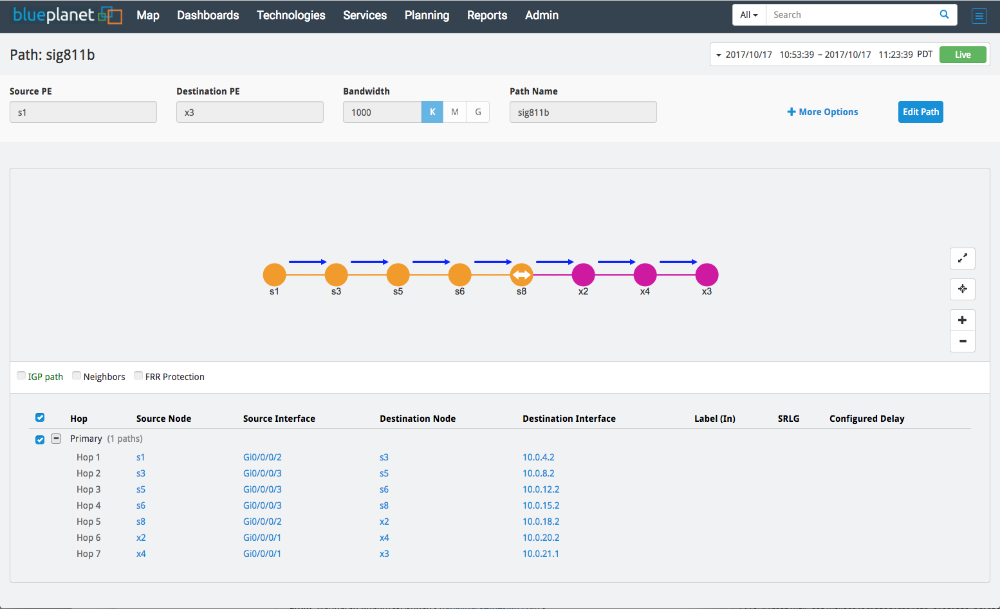 blueplanet Map Dashboards Technologies Services Planning Reports Admin All Search
Path: sig811b
2017/10/17 10:53:39 – 2017/10/17 11:23:39 PDT Live
Source PE Destination PE Bandwidth Path Name
s1 x3 1000 K M G sig811b + More Options Edit Path
s1 s3 s5 s6 s8 x2 x4 x3
IGP path Neighbors FRR Protection
Hop Source Node Source Interface Destination Node Destination Interface Label (In) SRLG Configured Delay
Primary (1 paths)
Hop 1 s1 Gi0/0/0/2 s3 10.0.4.2
Hop 2 s3 Gi0/0/0/3 s5 10.0.8.2
Hop 3 s5 Gi0/0/0/3 s6 10.0.12.2
Hop 4 s6 Gi0/0/0/3 s8 10.0.15.2
Hop 5 s8 Gi0/0/0/2 x2 10.0.18.2
Hop 6 x2 Gi0/0/0/1 x4 10.0.20.2
Hop 7 x4 Gi0/0/0/1 x3 10.0.21.1